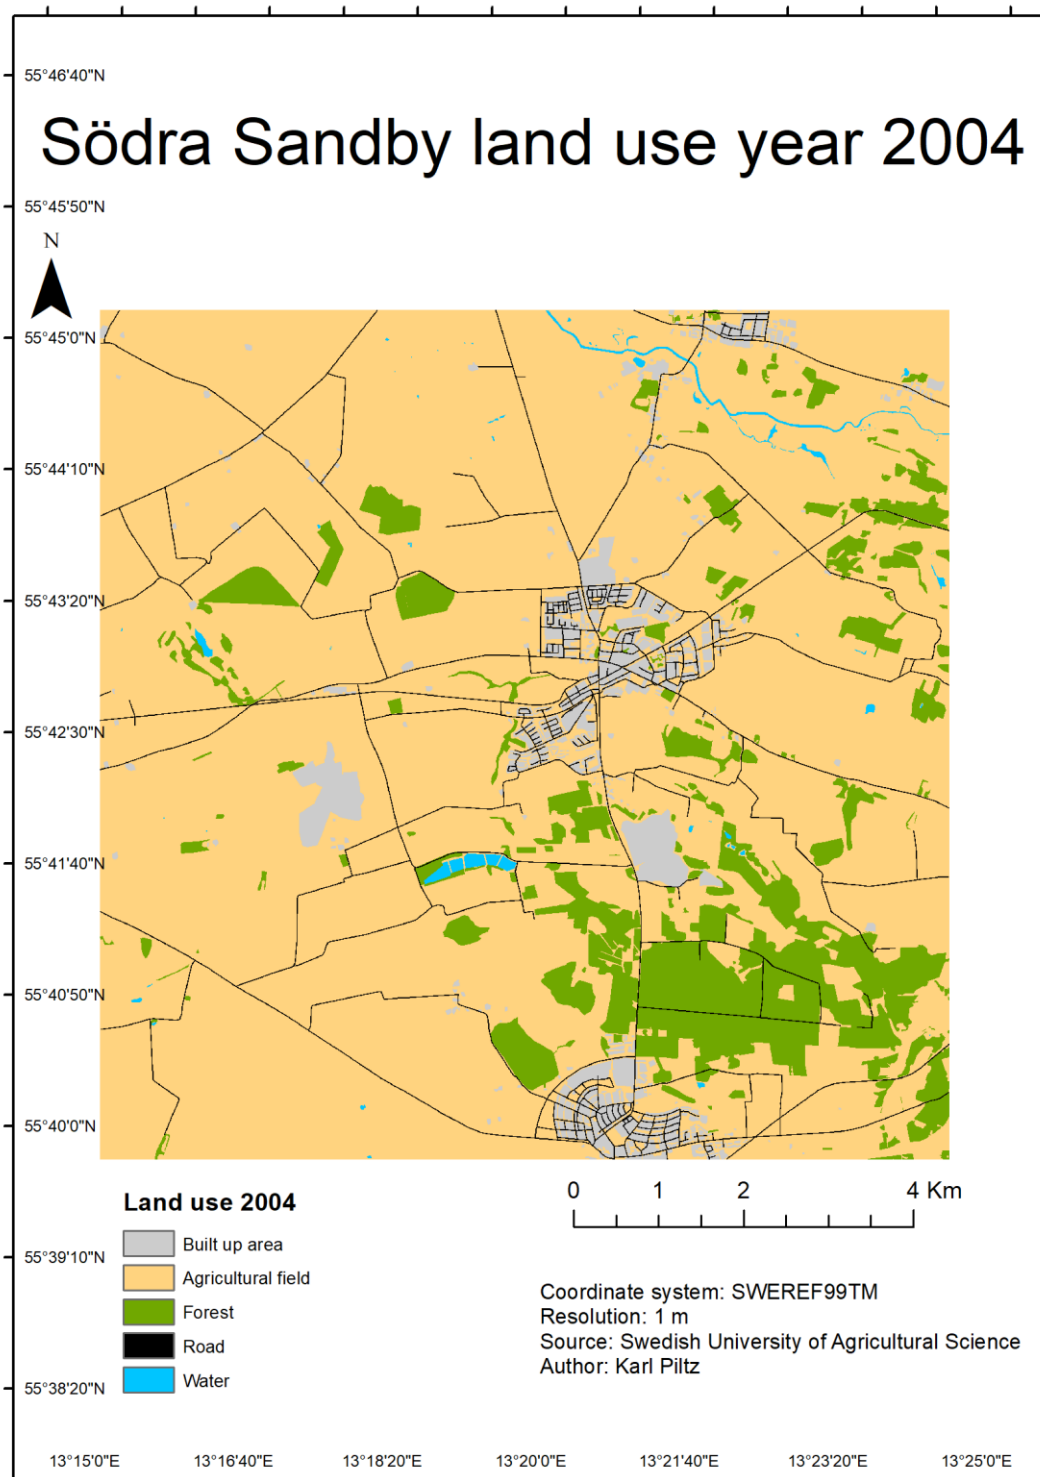 55°46'40"N
Södra Sandby land use year 2004
55°45'50"N
N
55°45'0"N
55°44'10"N
55°43'20"N
55°42'30"N
55°41'40"N
55°40'50"N
55°40'0"N
Land use 2004
Built up area
Agricultural field
Forest
Road
Water
0 1 2 4 Km
55°39'10"N
Coordinate system: SWEREF99TM
Resolution: 1 m
Source: Swedish University of Agricultural Science
Author: Karl Piltz
55°38'20"N
13°15'0"E 13°16'40"E 13°18'20"E 13°20'0"E 13°21'40"E 13°23'20"E 13°25'0"E